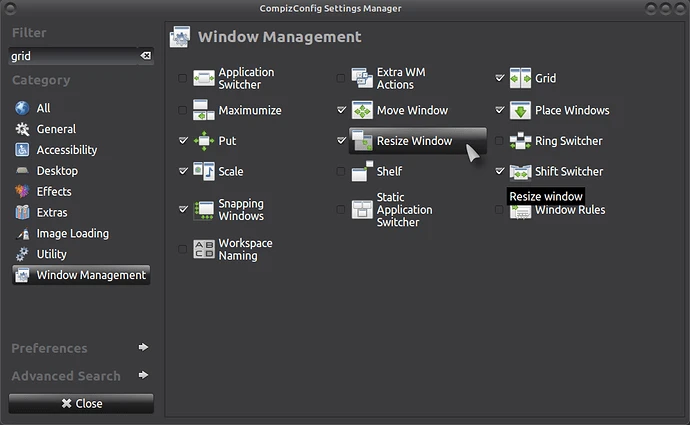 CompizConfig Settings Manager
Filter
grid
Category
All
General
Accessibility
Desktop
Effects
Extras
Image Loading
Utility
Window Management
Preferences
Advanced Search
Close
Window Management
Application
Switcher
Extra WM
Actions
Grid
Maximumize
Move Window
Place Windows
Put
Resize Window
Ring Switcher
Scale
Shelf
Shift Switcher
Resize window
Snapping
Windows
Static
Application
Switcher
Window Rules
ABC
D
Workspace
Naming